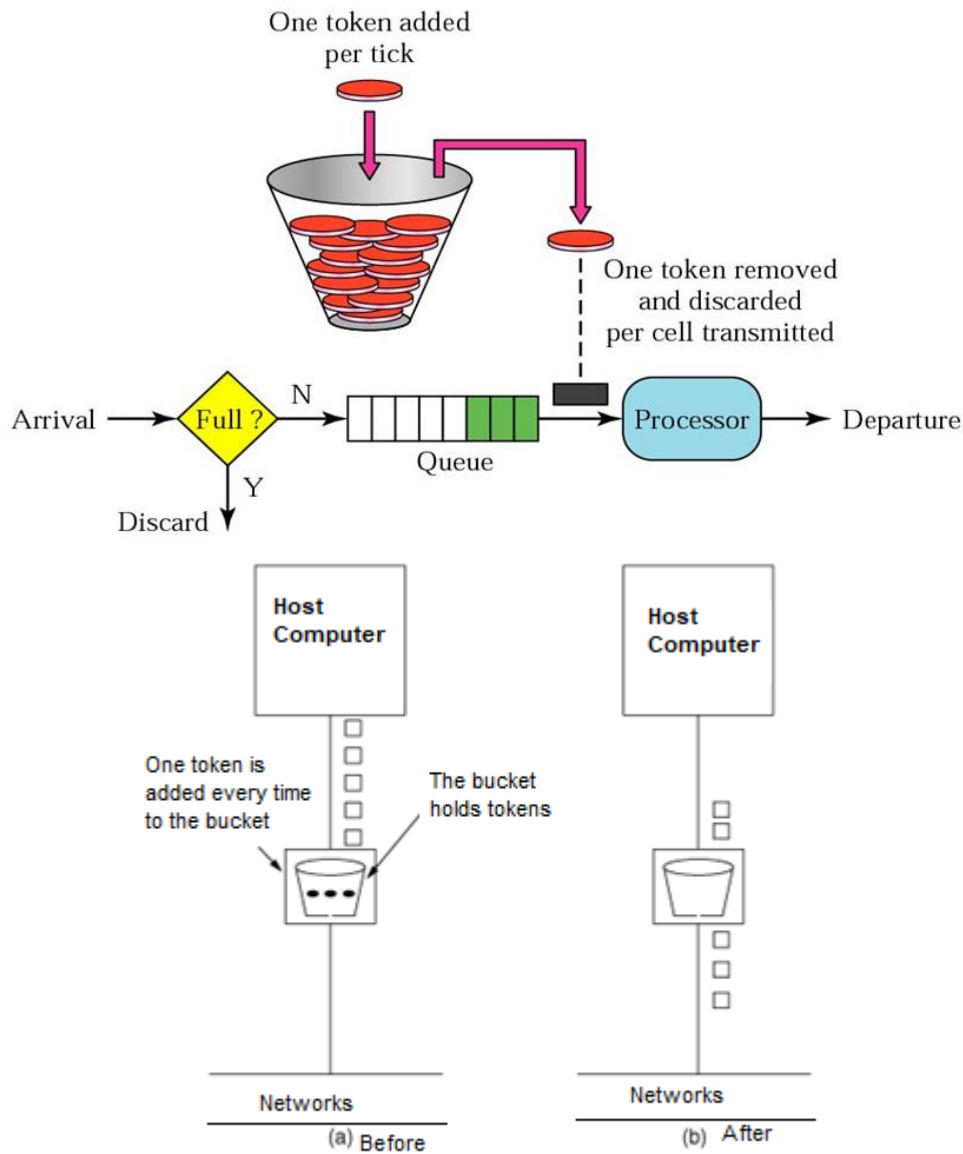 One token added
per tick
One token removed
and discarded
per cell transmitted
Arrival
Full ?
N
Queue
Processor
Departure
Y
Discard
Host
Computer
Host
Computer
One token is
added every time
to the bucket
The bucket
holds tokens
Networks
Networks
(a) Before
(b) After